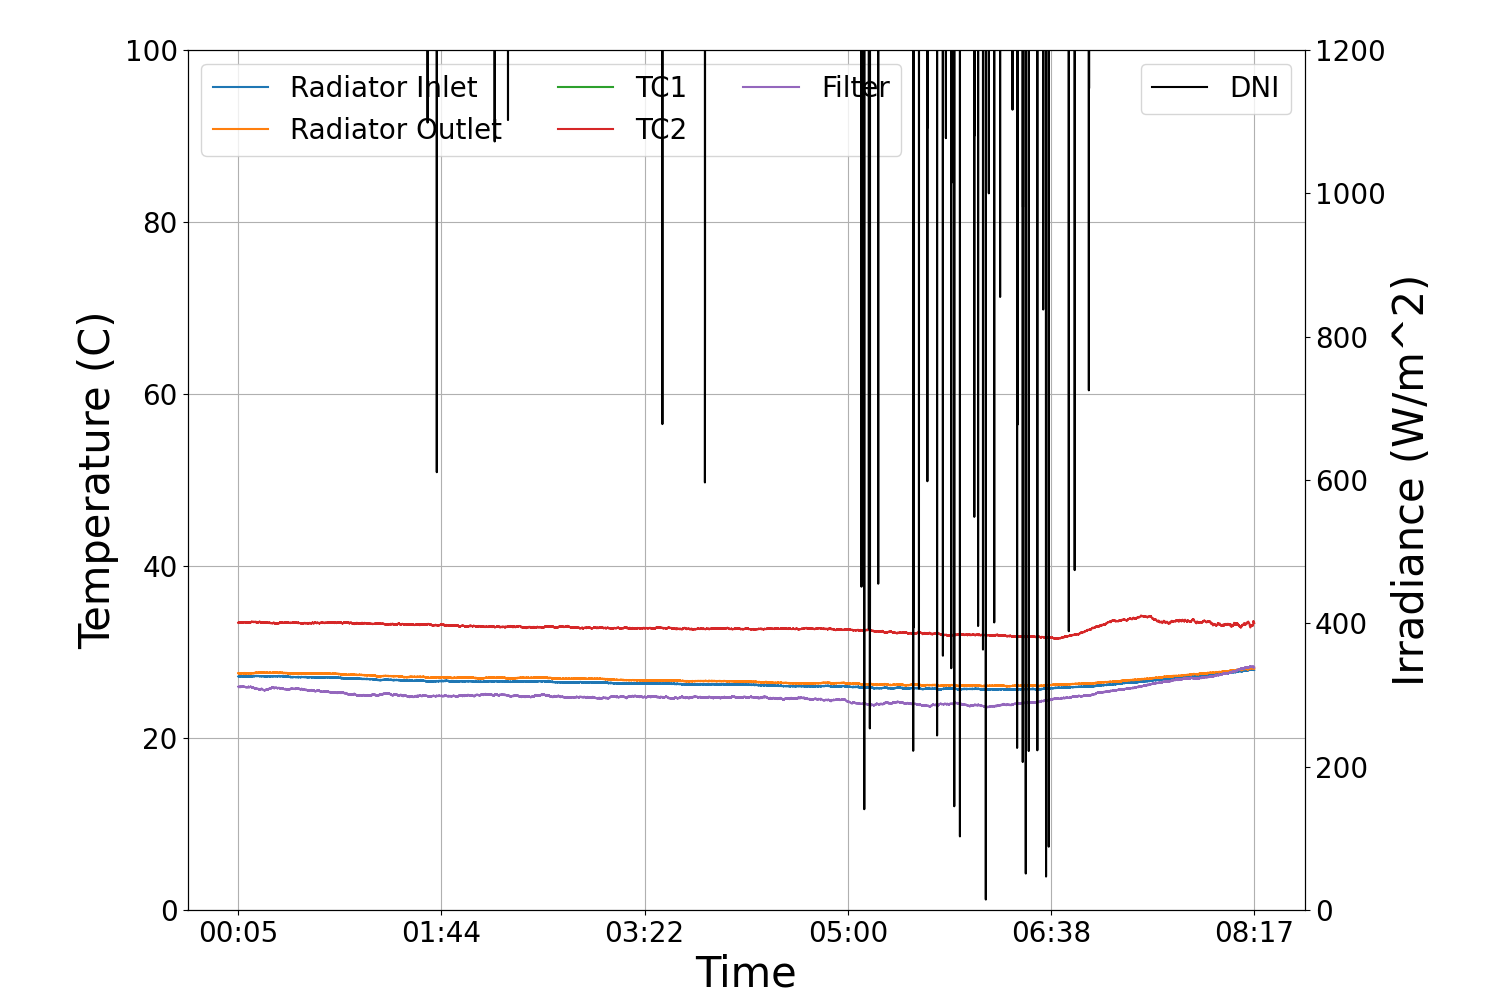 100
80
60
40
20
0
Temperature (C)
Radiator Inlet
Radiator Outlet
TC1
TC2
Filter
DNI
1200
1000
800
600
400
200
0
Irradiance (W/m^2)
00:05 01:44 03:22 05:00 06:38 08:17
Time